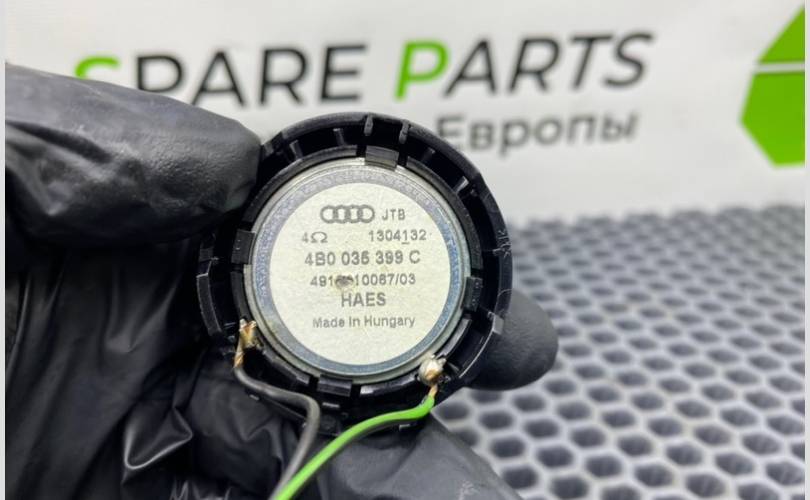 SPARE PARTS
Европы
JTB
4Ω 1304132
4B0 035 399 C
HAES
Made in Hungary